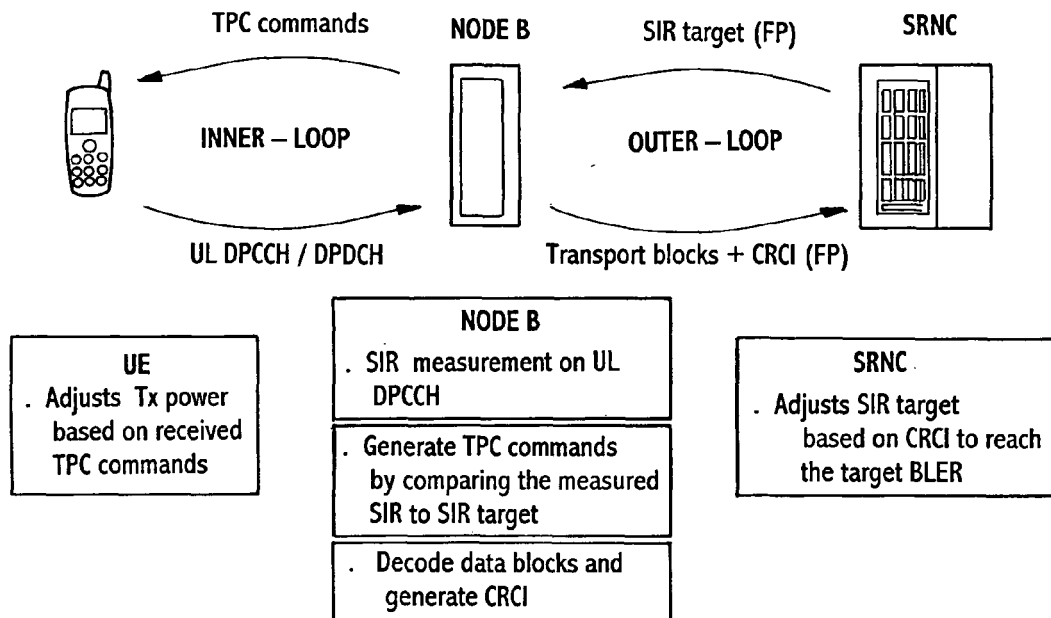 TPC commands
NODE B
SIR target (FP)
SRNC
INNER – LOOP
OUTER – LOOP
UL DPCCH / DPDCH
Transport blocks + CRCI (FP)
UE
. Adjusts Tx power
based on received
TPC commands
NODE B
. SIR measurement on UL
DPCCH
. Generate TPC commands
by comparing the measured
SIR to SIR target
. Decode data blocks and
generate CRCI
SRNC
. Adjusts SIR target
based on CRCI to reach
the target BLER